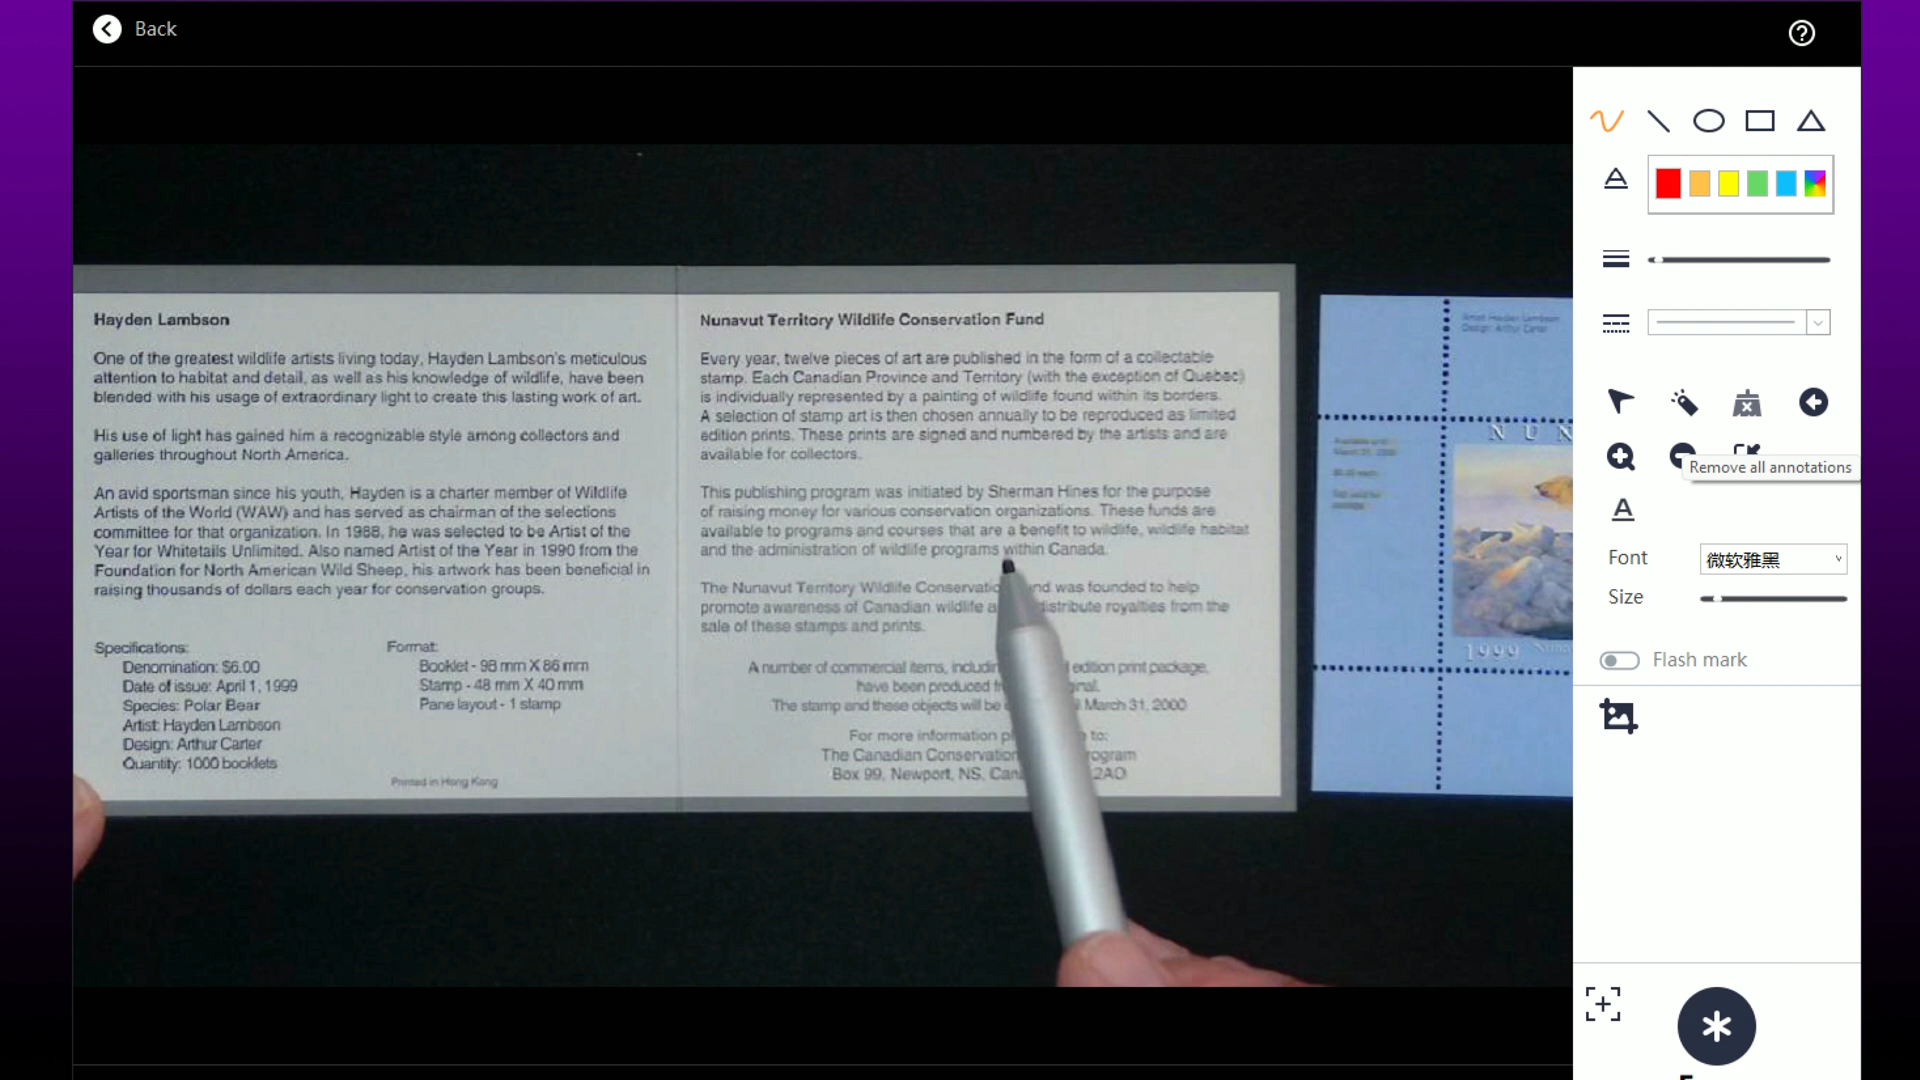 Back
Hayden Lambson
One of the greatest wildlife artists living today, Hayden Lambson's meticulous
attention to habitat and detail, as well as his knowledge of wildlife, have been
blended with his usage of extraordinary light to create this lasting work of art.
His use of light has gained him a recognizable style among collectors and
galleries throughout North America.
An avid sportsman since his youth, Hayden is a charter member of Wildlife
Artists of the World (WAW) and has served as chairman of the selections
committee for that organization. In 1988, he was selected to be Artist of the
Year for Whitetails Unlimited. Also named Artist of the Year in 1990 from the
Foundation for North American Wild Sheep, his artwork has been beneficial in
raising thousands of dollars each year for conservation groups.
Specifications:
Denomination: $6.00
Date of issue: April 1, 1999
Species: Polar Bear
Artist: Hayden Lambson
Design: Arthur Carter
Quantity: 1000 booklets
Format:
Booklet - 98 mm X 86 mm
Stamp - 48 mm X 40 mm
Pane layout - 1 stamp
Printed in Hong Kong
Nunavut Territory Wildlife Conservation Fund
Every year, twelve pieces of art are published in the form of a collectable
stamp. Each Canadian Province and Territory (with the exception of Quebec)
is individually represented by a painting of wildlife found within its borders.
A selection of stamp art is then chosen annually to be reproduced as limited
edition prints. These prints are signed and numbered by the artists and are
available for collectors.
This publishing program was initiated by Sherman Hines for the purpose
of raising money for various conservation organizations. These funds are
available to programs and courses that are a benefit to wildlife, wildlife habitat
and the administration of wildlife programs within Canada.
The Nunavut Territory Wildlife Conservatio nd was founded to help
promote awareness of Canadian wildlife a distribute royalties from the
sale of these stamps and prints.
A number of commercial items, includin edition print package,
have been produced f nal.
The stamp and these objects will be March 31, 2000
For more information p to:
The Canadian Conservation rogram
Box 99, Newport, NS, Can 2AO
Artist: Hayden Lambson
Design: Arthur Carter
March 31, 2000
N U N
1999
Remove all annotations
Font
微软雅黑
Size
Flash mark